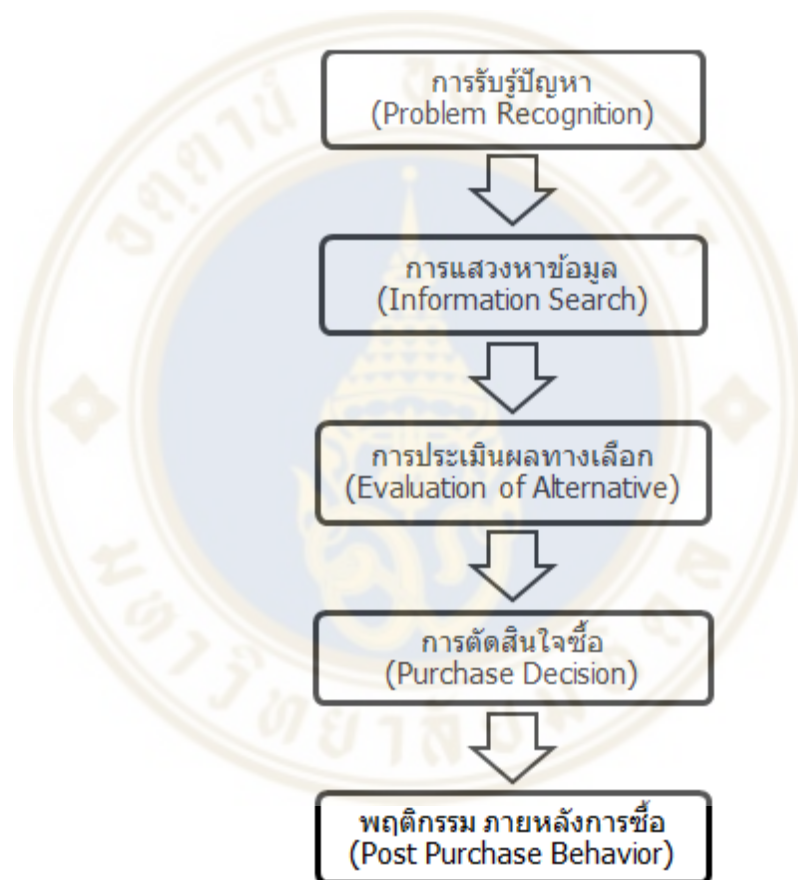 การรับรู้ปัญหา
(Problem Recognition)
การแสวงหาข้อมูล
(Information Search)
การประเมินผลทางเลือก
(Evaluation of Alternative)
การตัดสินใจซื้อ
(Purchase Decision)
พฤติกรรม ภายหลังการซื้อ
(Post Purchase Behavior)